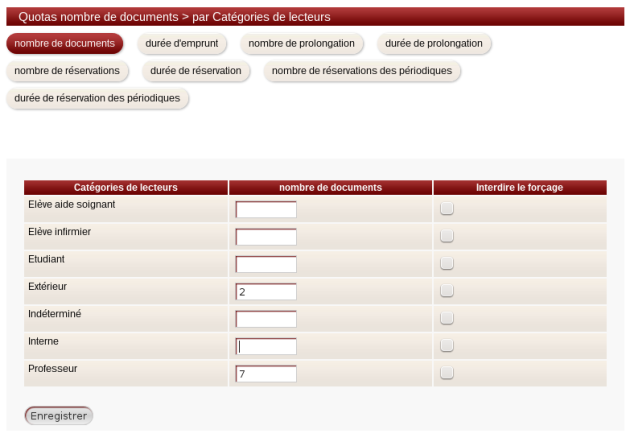 Quotas nombre de documents > par Catégories de lecteurs
nombre de documents durée d'emprunt nombre de prolongation durée de prolongation
nombre de réservations durée de réservation nombre de réservations des périodiques
durée de réservation des périodiques
Catégories de lecteurs nombre de documents Interdire le forçage
Elève aide soignant
Elève infirmier
Etudiant
Extérieur 2
Indéterminé
Interne
Professeur 7
Enregistrer